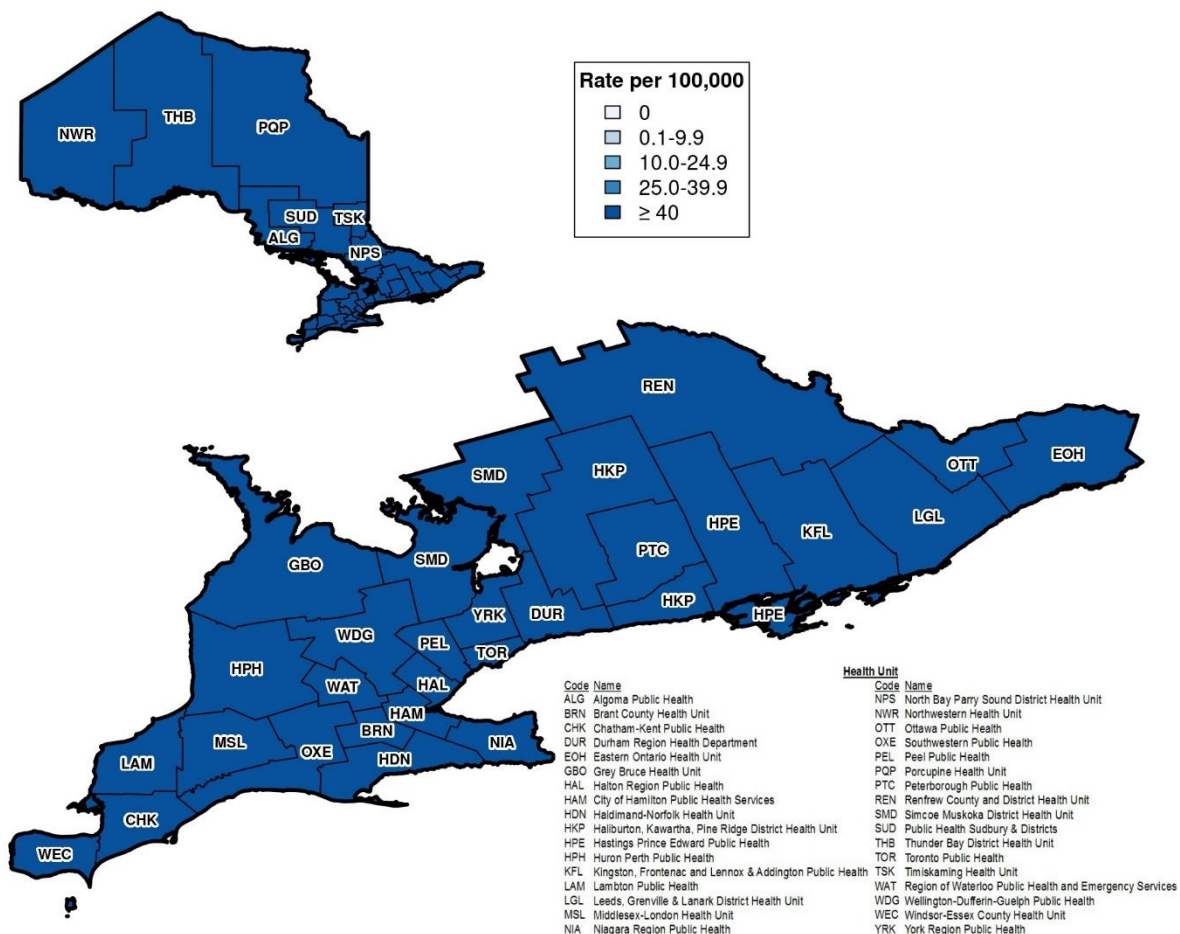 Rate per 100,000
0
0.1-9.9
10.0-24.9
25.0-39.9
≥ 40
NWR
THB
PQP
SUD
TSK
ALG
NPS
REN
SMD
HKP
OTT
EOH
HPE
KFL
LGL
GBO
SMD
PTC
YRK
DUR
HKP
HPE
WDG
PEL
TOR
HPH
WAT
HAL
HAM
MSL
OXE
BRN
NIA
LAM
HDN
CHK
WEC
Health Unit
Code Name
ALG Algoma Public Health
BRN Brant County Health Unit
CHK Chatham-Kent Public Health
DUR Durham Region Health Department
EOH Eastern Ontario Health Unit
GBO Grey Bruce Health Unit
HAL Halton Region Public Health
HAM City of Hamilton Public Health Services
HDN Haldimand-Norfolk Health Unit
HKP Haliburton, Kawartha, Pine Ridge District Health Unit
HPE Hastings Prince Edward Public Health
HPH Huron Perth Public Health
KFL Kingston, Frontenac and Lennox & Addington Public Health
LAM Lambton Public Health
LGL Leeds, Grenville & Lanark District Health Unit
MSL Middlesex-London Health Unit
NIA Niagara Region Public Health
Code Name
NPS North Bay Parry Sound District Health Unit
NWR Northwestern Health Unit
OTT Ottawa Public Health
OXE Southwestern Public Health
PEL Peel Public Health
PQP Porcupine Health Unit
PTC Peterborough Public Health
REN Renfrew County and District Health Unit
SMD Simcoe Muskoka District Health Unit
SUD Public Health Sudbury & Districts
THB Thunder Bay District Health Unit
TOR Toronto Public Health
TSK Timiskaming Health Unit
WAT Region of Waterloo Public Health and Emergency Services
WDG Wellington-Dufferin-Guelph Public Health
WEC Windsor-Essex County Health Unit
YRK York Region Public Health